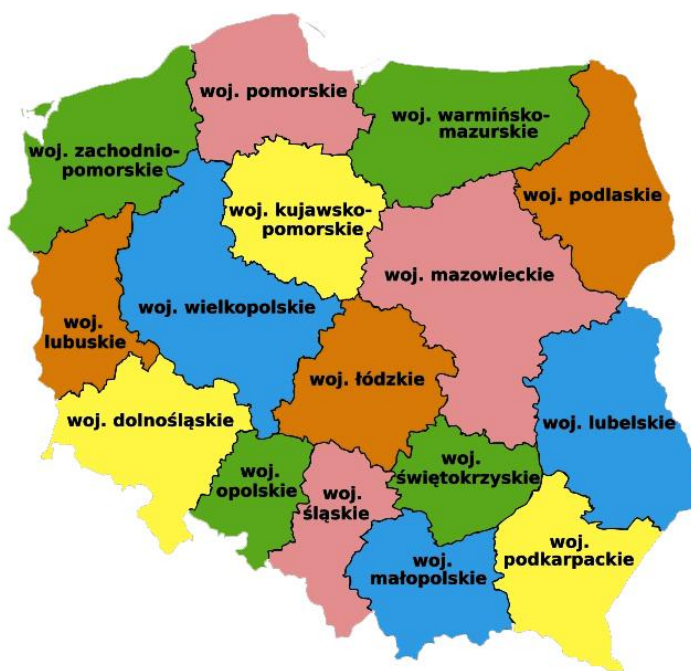 woj. pomorskie
woj. warmińsko-
mazurskie
woj. zachodnio-
pomorskie
woj. podlaskie
woj. kujawsko-
pomorskie
woj. mazowieckie
woj. wielkopolskie
woj.
lubuskie
woj. łódzkie
woj. dolnośląskie
woj. lubelskie
woj.
opolskie
woj.
śląskie
woj.
świętokrzyskie
woj.
małopolskie
woj.
podkarpackie